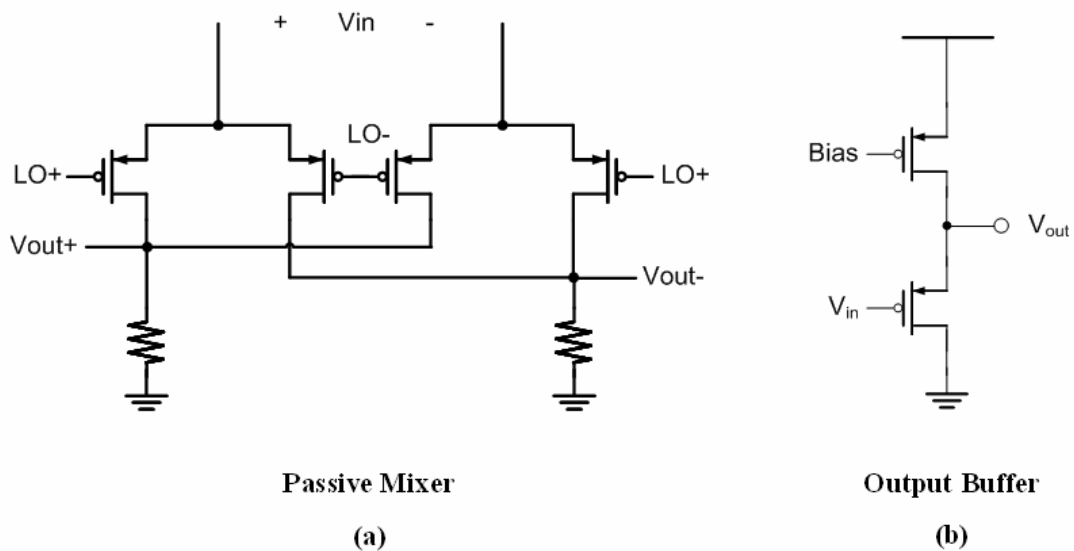 + Vin -
LO-
LO+
LO+
Vout+
Vout-
Bias
Vout
Vin
Passive Mixer
Output Buffer
(a)
(b)